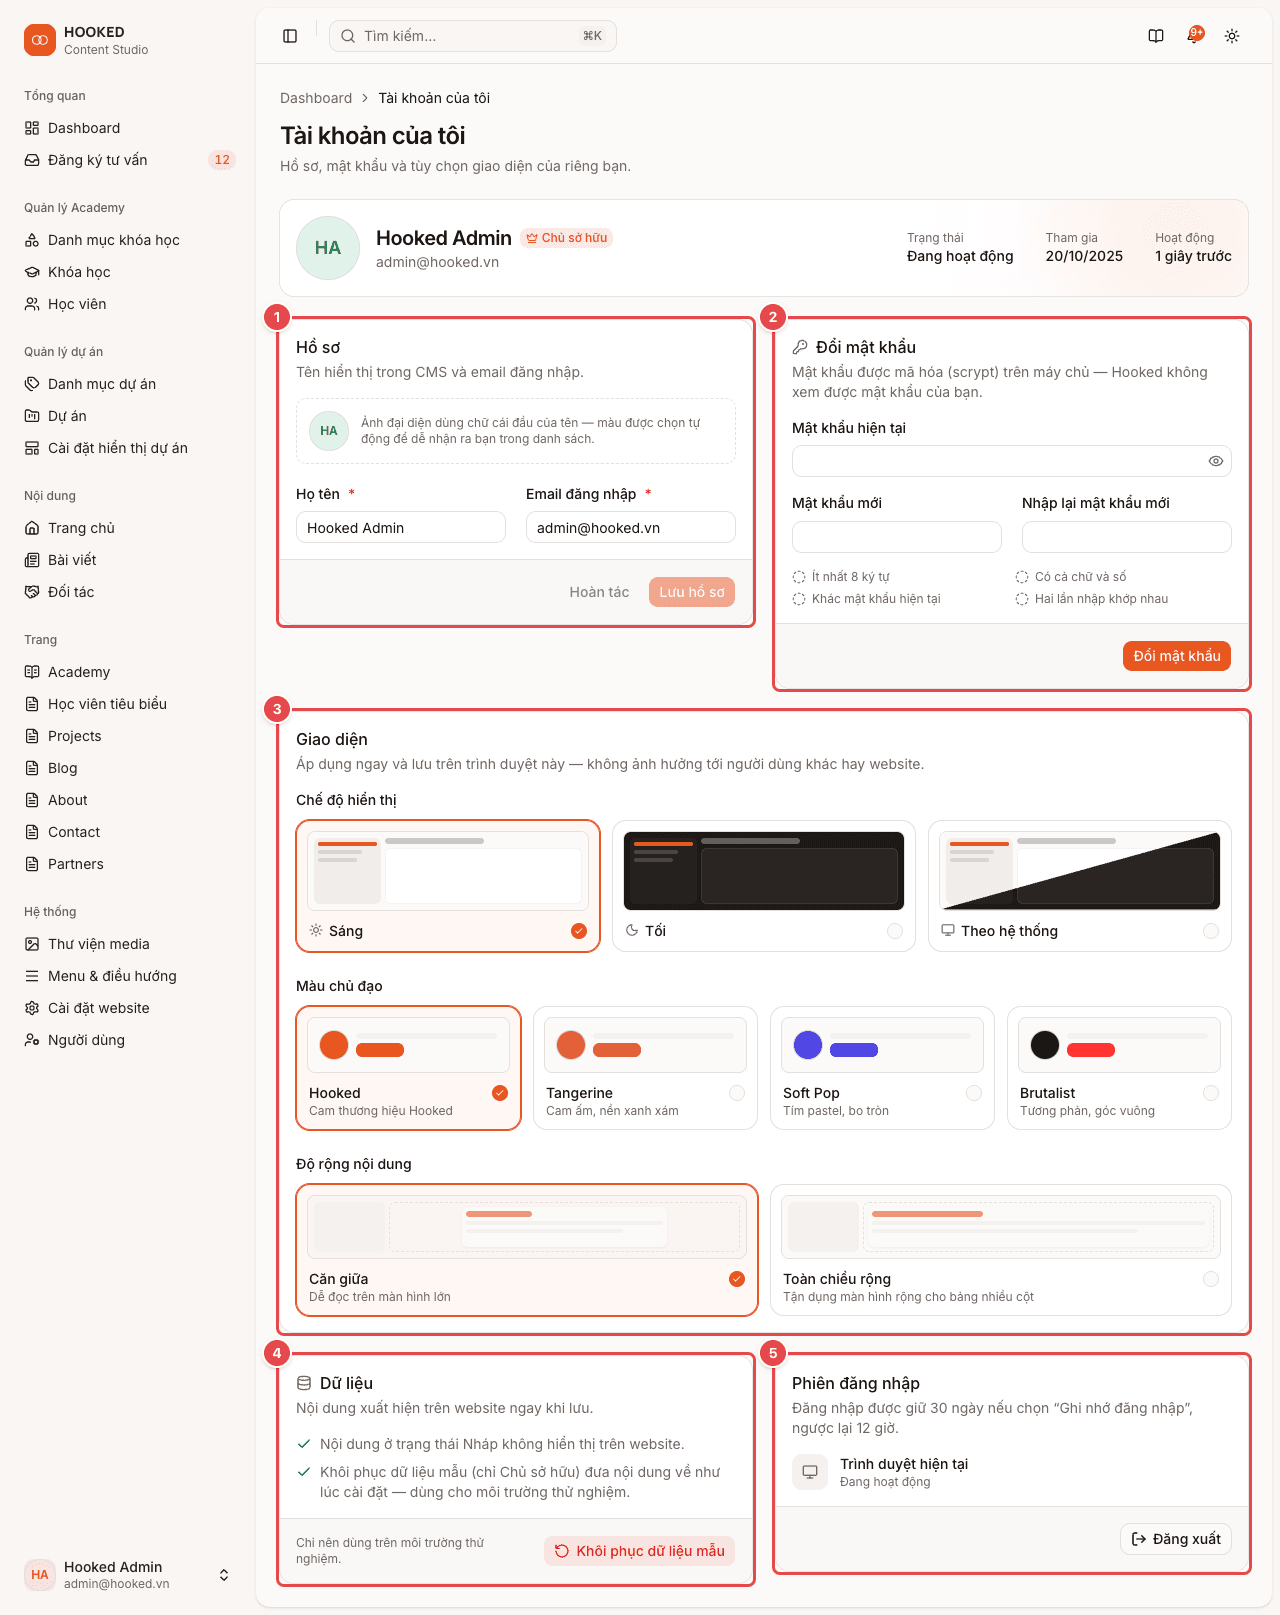 HOOKED
Content Studio
Tổng quan
Dashboard
Đăng ký tư vấn
12
Quản lý Academy
Danh mục khóa học
Khóa học
Học viên
Quản lý dự án
Danh mục dự án
Dự án
Cài đặt hiển thị dự án
Nội dung
Trang chủ
Bài viết
Đối tác
Trang
Academy
Học viên tiêu biểu
Projects
Blog
About
Contact
Partners
Hệ thống
Thư viện media
Menu & điều hướng
Cài đặt website
Người dùng
HA
Hooked Admin
admin@hooked.vn
Tìm kiếm...
⌘K
9+
Dashboard > Tài khoản của tôi
Tài khoản của tôi
Hồ sơ, mật khẩu và tùy chọn giao diện của riêng bạn.
HA
Hooked Admin
Chủ sở hữu
admin@hooked.vn
Trạng thái
Đang hoạt động
Tham gia
20/10/2025
Hoạt động
1 giây trước
1
Hồ sơ
Tên hiển thị trong CMS và email đăng nhập.
HA
Ảnh đại diện dùng chữ cái đầu của tên — màu được chọn tự
động để dễ nhận ra bạn trong danh sách.
Họ tên *
Email đăng nhập *
Hooked Admin
admin@hooked.vn
Hoàn tác
Lưu hồ sơ
2
Đổi mật khẩu
Mật khẩu được mã hóa (scrypt) trên máy chủ — Hooked không
xem được mật khẩu của bạn.
Mật khẩu hiện tại
Mật khẩu mới
Nhập lại mật khẩu mới
Ít nhất 8 ký tự
Có cả chữ và số
Khác mật khẩu hiện tại
Hai lần nhập khớp nhau
Đổi mật khẩu
3
Giao diện
Áp dụng ngay và lưu trên trình duyệt này — không ảnh hưởng tới người dùng khác hay website.
Chế độ hiển thị
Sáng
Tối
Theo hệ thống
Màu chủ đạo
Hooked
Cam thương hiệu Hooked
Tangerine
Cam ấm, nền xanh xám
Soft Pop
Tím pastel, bo tròn
Brutalist
Tương phản, góc vuông
Độ rộng nội dung
Căn giữa
Dễ đọc trên màn hình lớn
Toàn chiều rộng
Tận dụng màn hình rộng cho bảng nhiều cột
4
Dữ liệu
Nội dung xuất hiện trên website ngay khi lưu.
Nội dung ở trạng thái Nháp không hiển thị trên website.
Khôi phục dữ liệu mẫu (chỉ Chủ sở hữu) đưa nội dung về như
lúc cài đặt — dùng cho môi trường thử nghiệm.
Chỉ nên dùng trên môi trường thử
nghiệm.
Khôi phục dữ liệu mẫu
5
Phiên đăng nhập
Đăng nhập được giữ 30 ngày nếu chọn “Ghi nhớ đăng nhập”,
ngược lại 12 giờ.
Trình duyệt hiện tại
Đang hoạt động
Đăng xuất